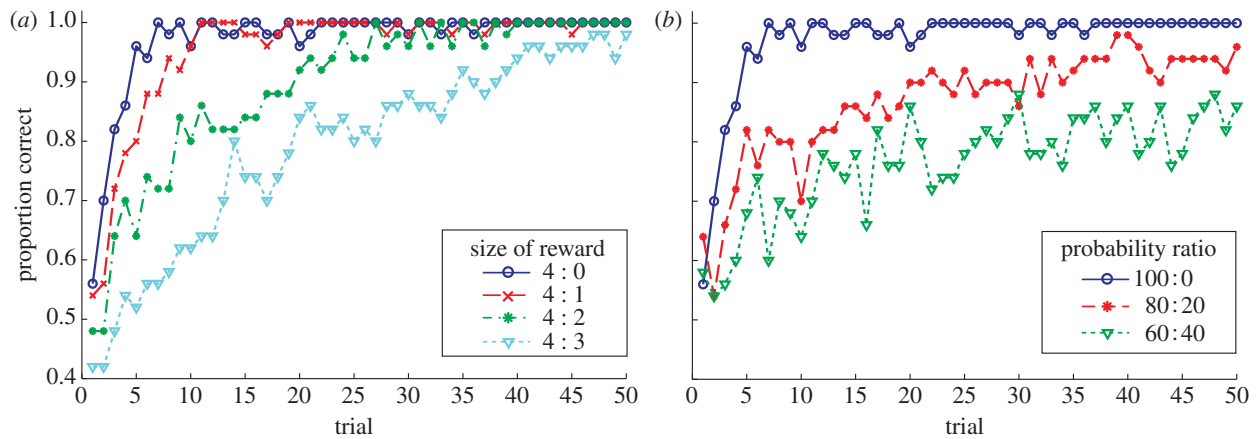 (a)
1.0
0.9
0.8
0.7
0.6
0.5
0.4
proportion correct
0 5 10 15 20 25 30 35 40 45 50
trial
size of reward
4 : 0
4 : 1
4 : 2
4 : 3
(b)
0 5 10 15 20 25 30 35 40 45 50
trial
probability ratio
100:0
80:20
60:40